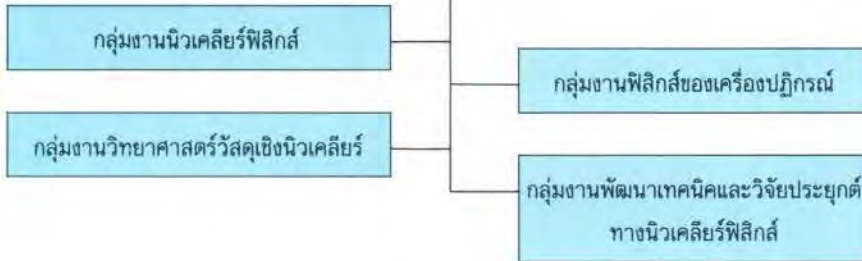 กลุ่มงานนิวเคลียร์ฟิสิกส์
กลุ่มงานฟิสิกส์ของเครื่องปฏิกรณ์
กลุ่มงานวิทยาศาสตร์วัสดุเชิงนิวเคลียร์
กลุ่มงานพัฒนาเทคนิคและวิจัยประยุกต์
ทางนิวเคลียร์ฟิสิกส์